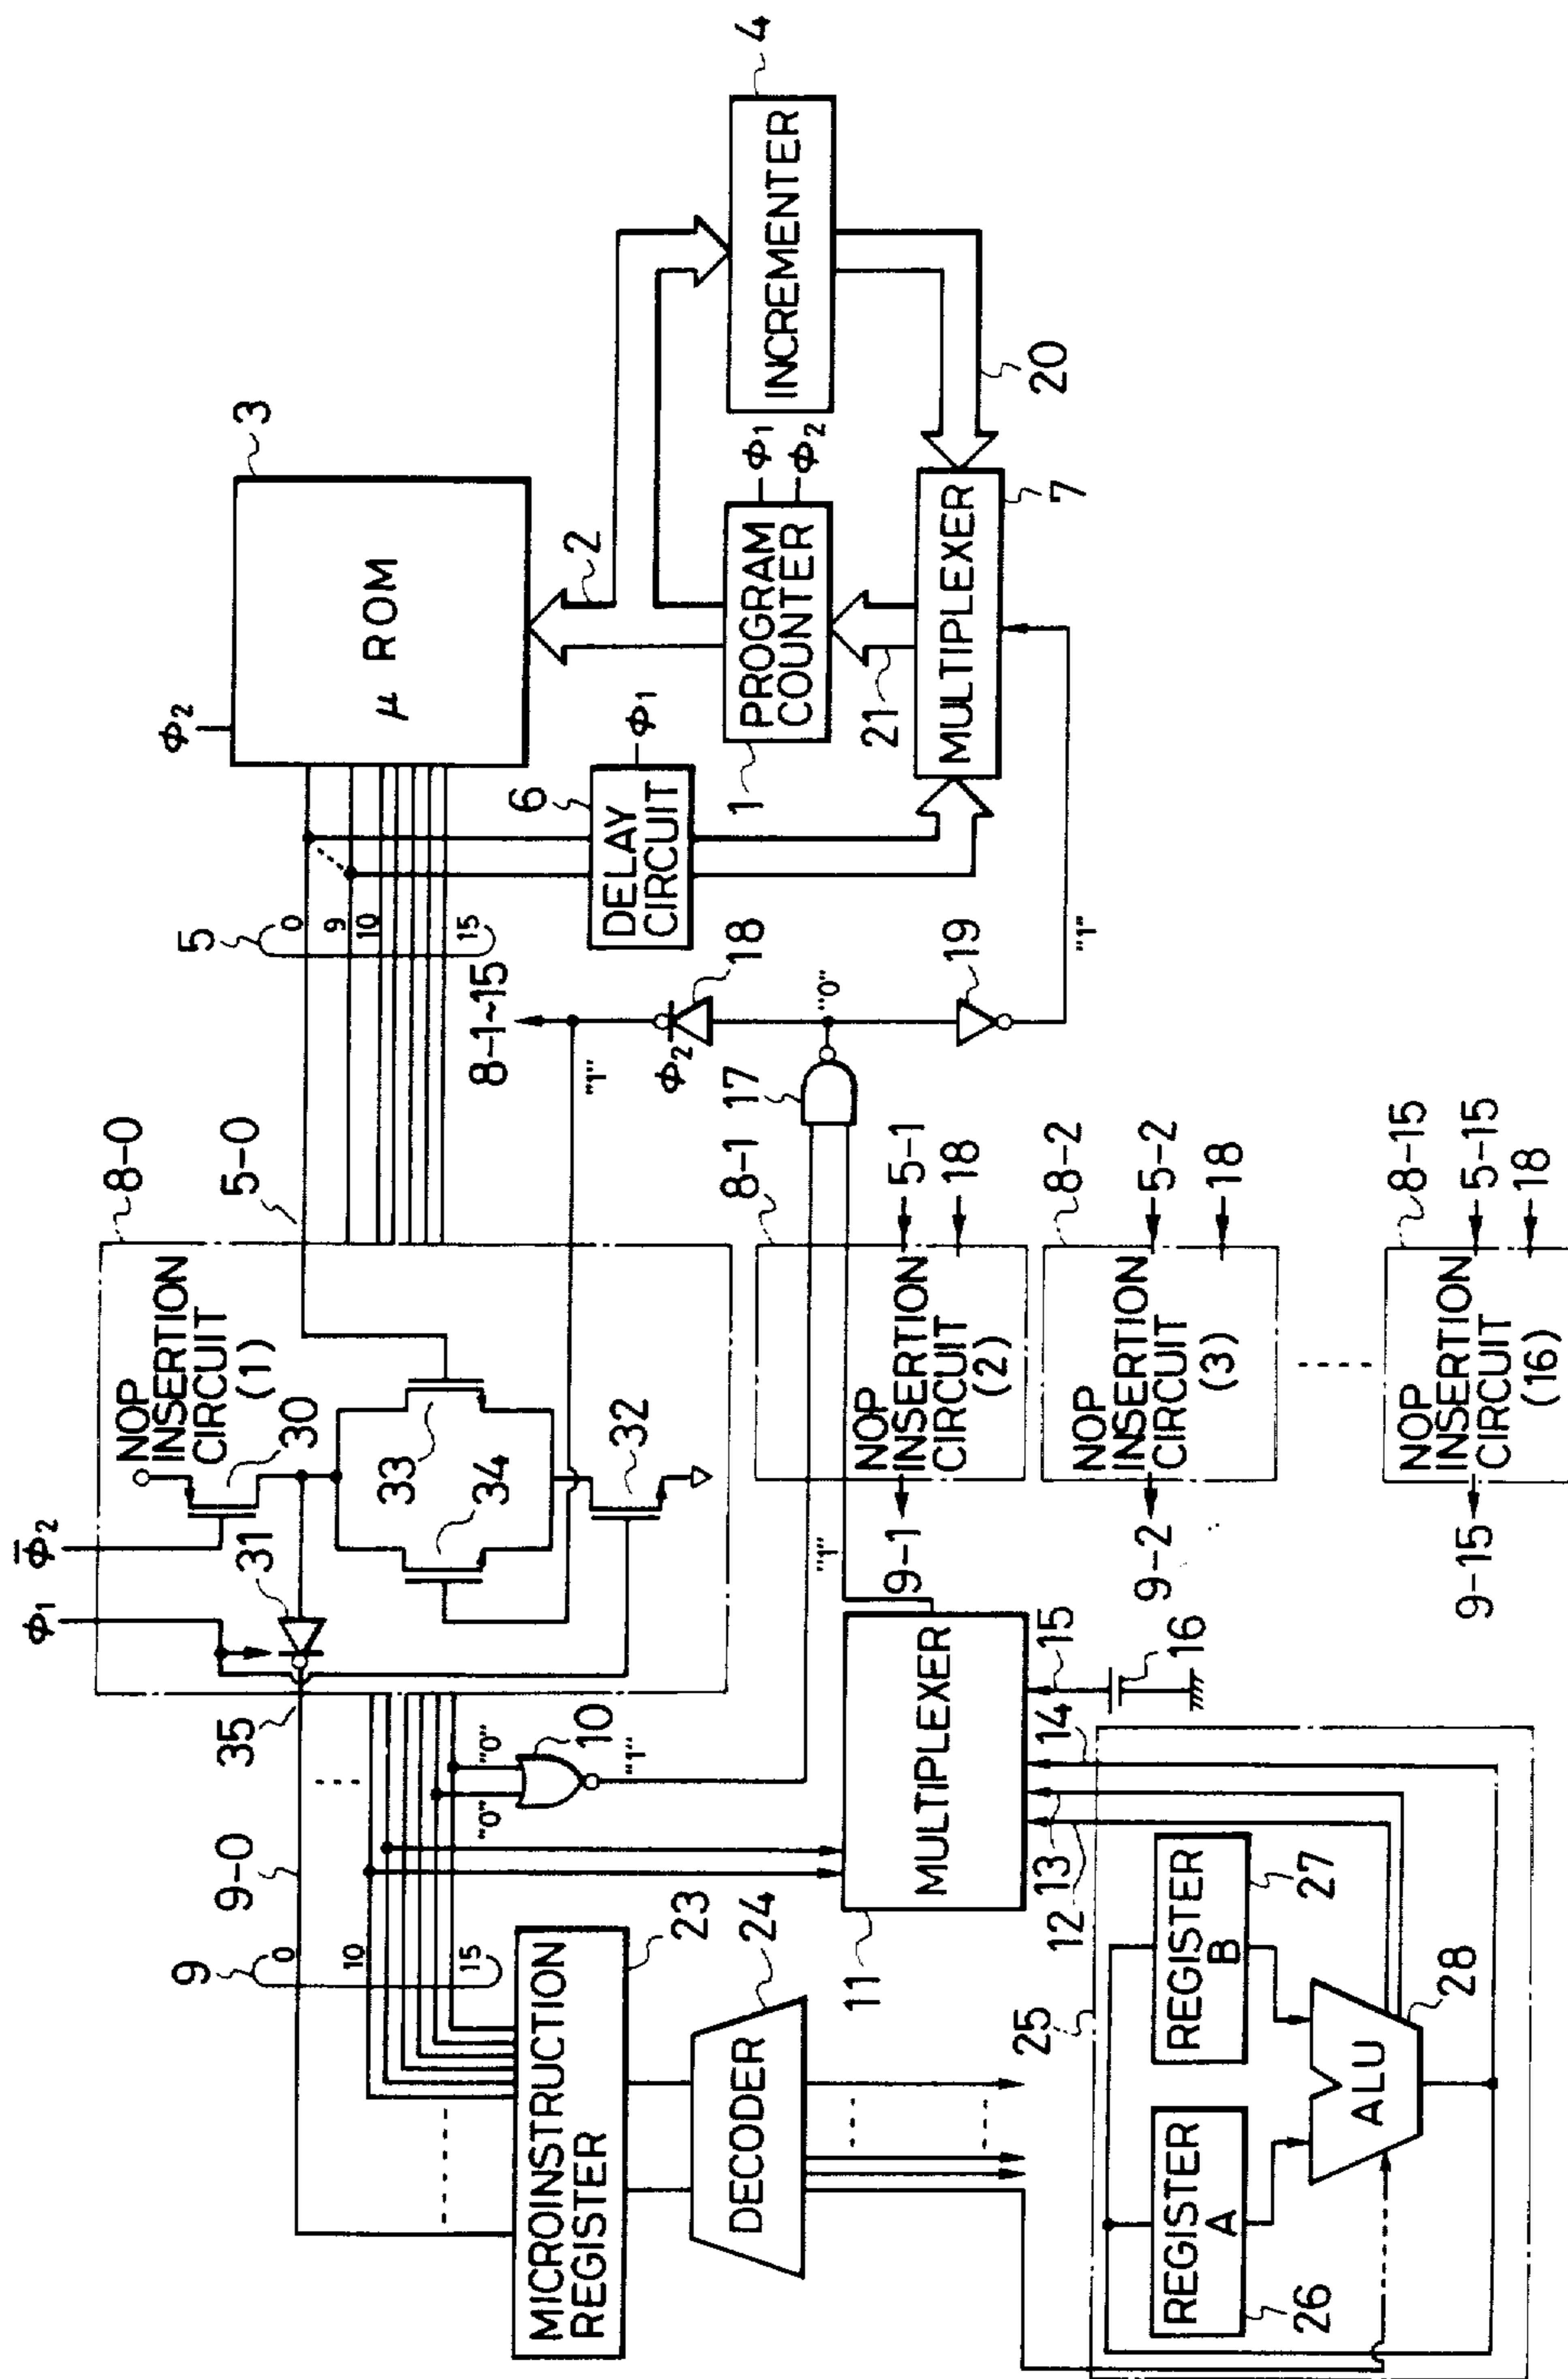 3
Φ2
μ ROM
2
4
INCREMENTER
PROGRAM
COUNTER
1
Φ1
Φ2
20
21
MULTIPLEXER
7
6
DELAY
CIRCUIT
Φ1
5
0
9
10
15
8-1~15
"1"
Φ2
18
"0"
17
19
"1"
8-0
5-0
NOP
INSERTION
CIRCUIT
(1)
Φ1
Φ̅2
30
31
33
34
32
35
8-1
NOP
INSERTION
CIRCUIT
(2)
5-1
18
9-1
8-2
NOP
INSERTION
CIRCUIT
(3)
5-2
18
9-2
8-15
NOP
INSERTION
CIRCUIT
(16)
5-15
18
9-15
"1"
"0"
"0"
10
"1"
9-0
9
0
10
15
MICROINSTRUCTION
REGISTER
23
DECODER
24
MULTIPLEXER
11
12
13
14
15
16
25
REGISTER
A
26
REGISTER
B
27
ALU
28